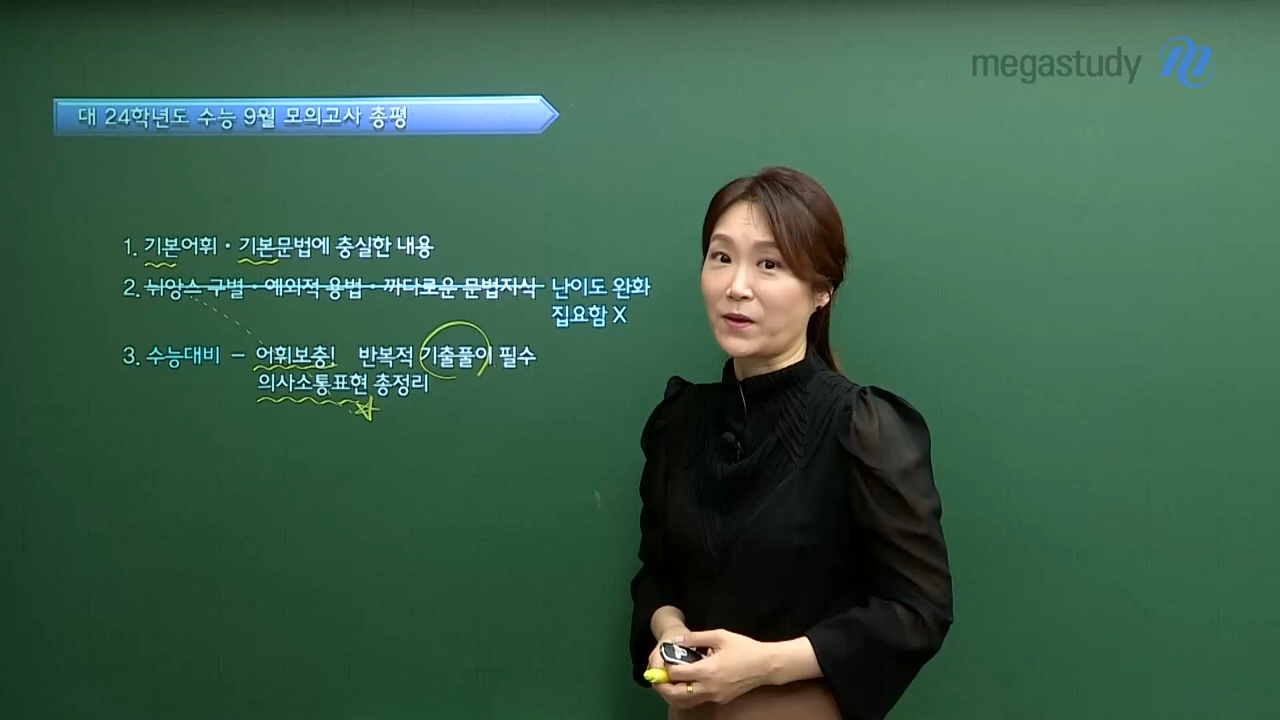 megastudy
대 24학년도 수능 9월 모의고사 총평
1. 기본어휘 · 기본문법에 충실한 내용
2. 뉘앙스 구별 · 예외적 용법 · 까다로운 문법지식 난이도 완화
집요함 X
3. 수능대비 – 어휘보충! 반복적 기출풀이 필수
의사소통표현 총정리